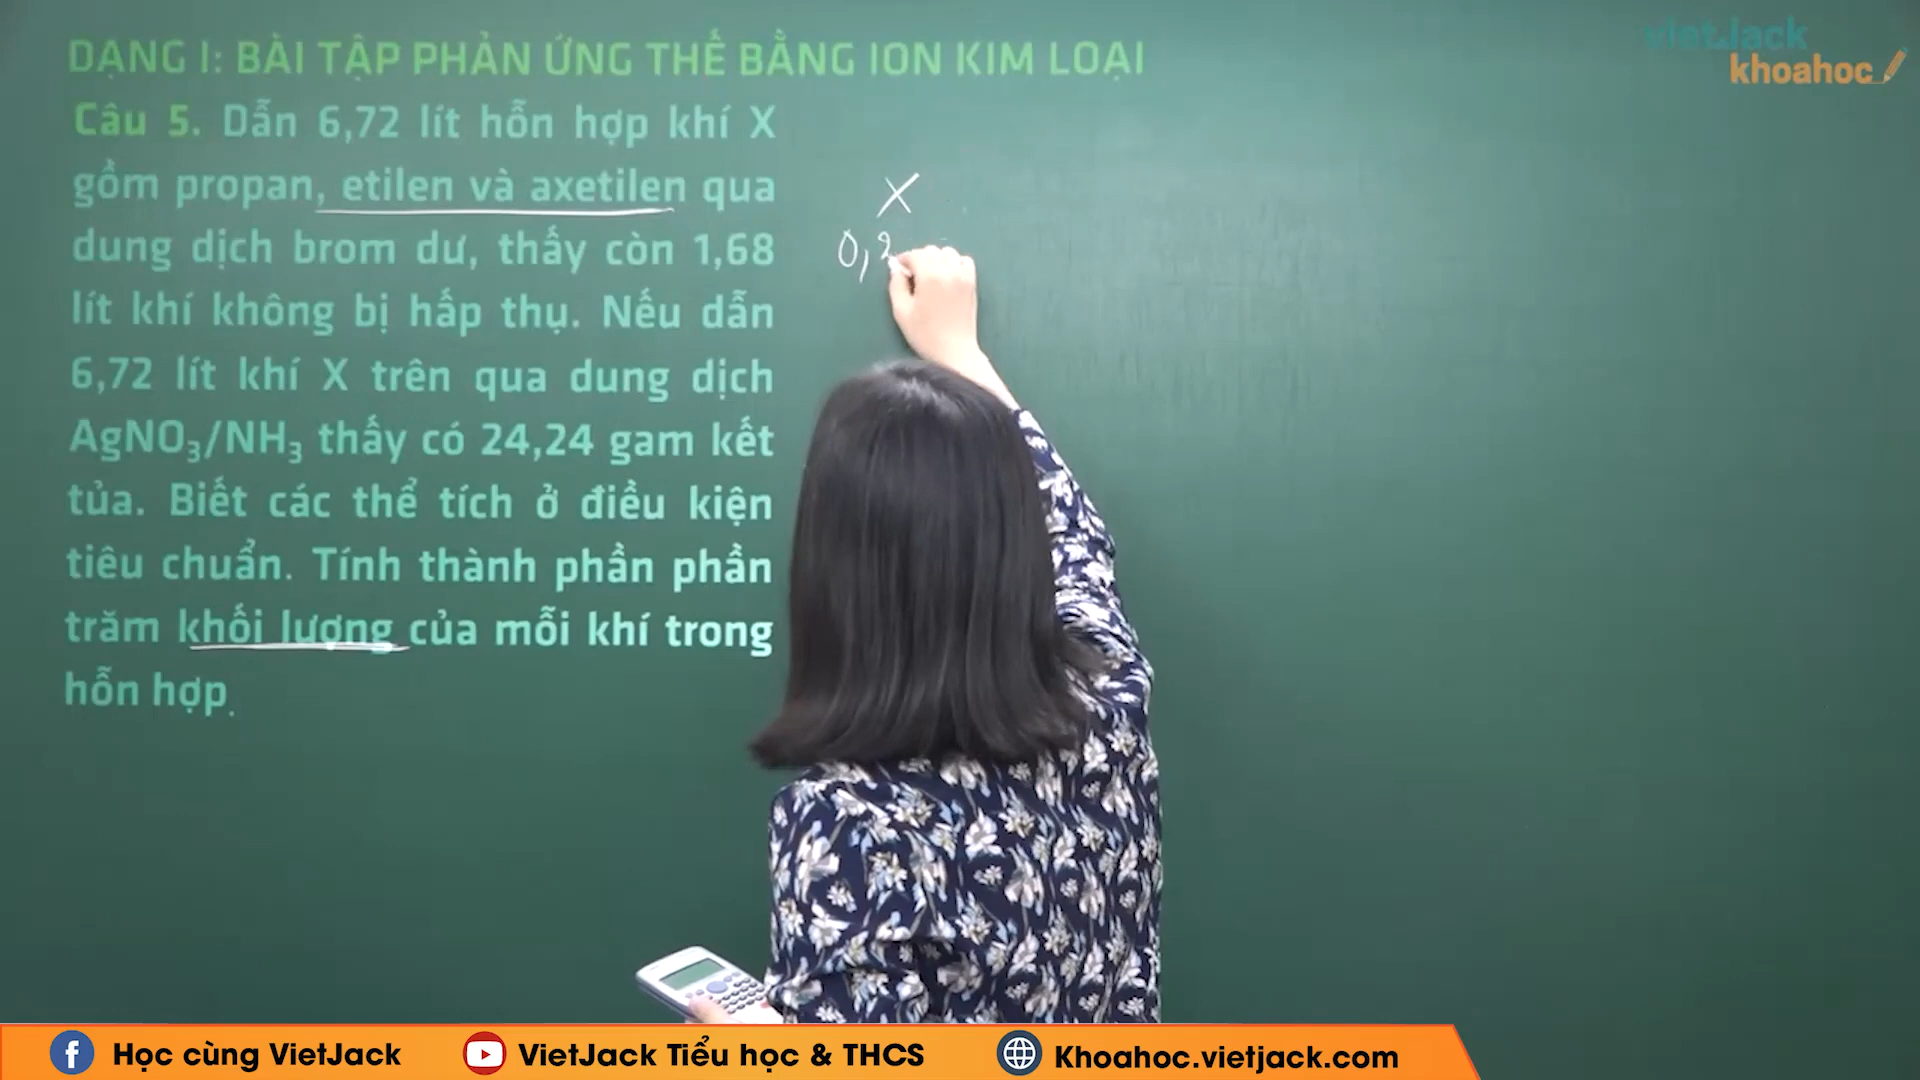 DẠNG I: BÀI TẬP PHẢN ỨNG THẾ BẰNG ION KIM LOẠI
vietJack
khoahoc
Câu 5. Dẫn 6,72 lít hỗn hợp khí X
gồm propan, etilen và axetilen qua
dung dịch brom dư, thấy còn 1,68
lít khí không bị hấp thụ. Nếu dẫn
6,72 lít khí X trên qua dung dịch
AgNO₃/NH₃ thấy có 24,24 gam kết
tủa. Biết các thể tích ở điều kiện
tiêu chuẩn. Tính thành phần phần
trăm khối lượng của mỗi khí trong
hỗn hợp.
X
0,
Học cùng VietJack
VietJack Tiểu học & THCS
Khoahoc.vietjack.com